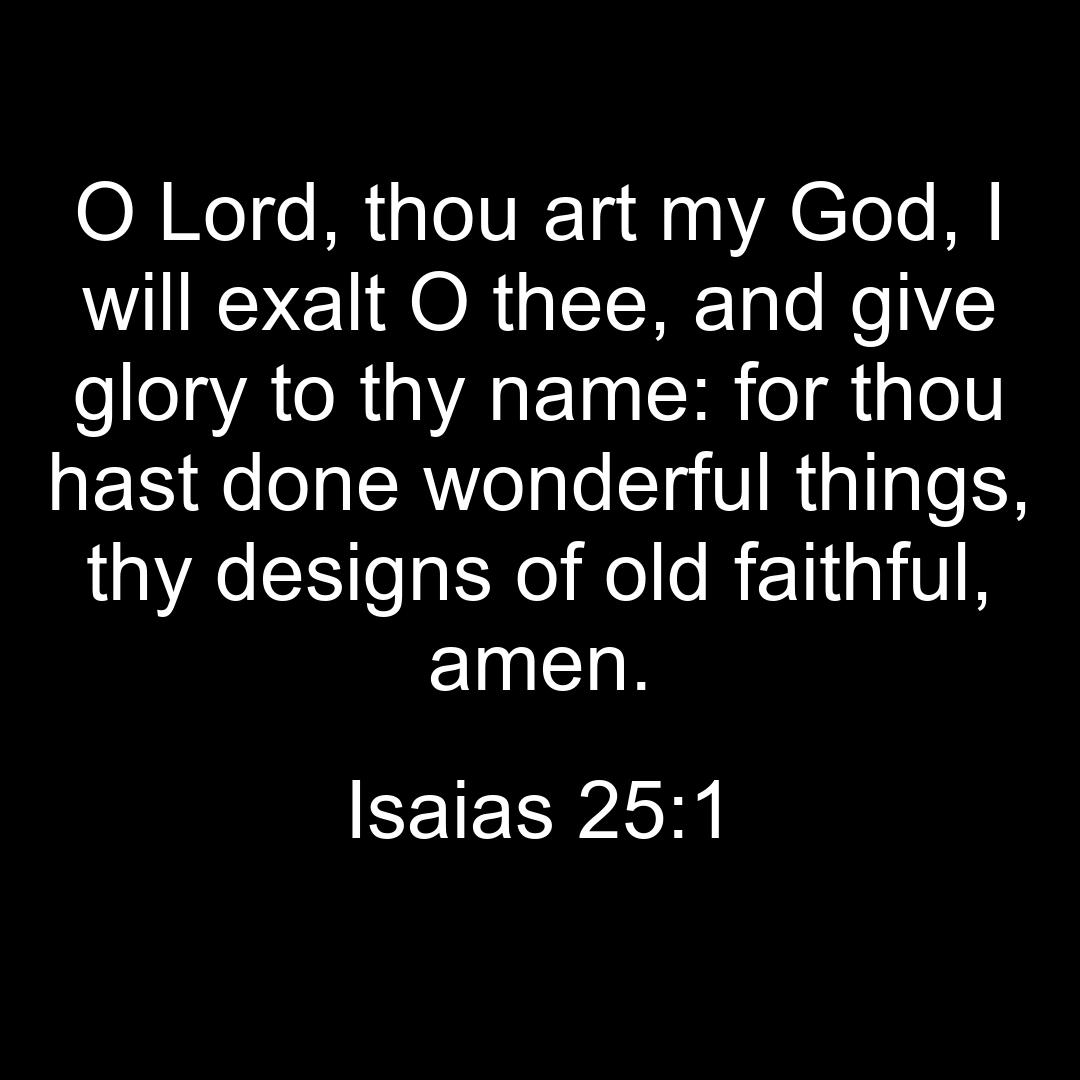 O Lord, thou art my God, I
will exalt O thee, and give
glory to thy name: for thou
hast done wonderful things,
thy designs of old faithful,
amen.
Isaias 25:1